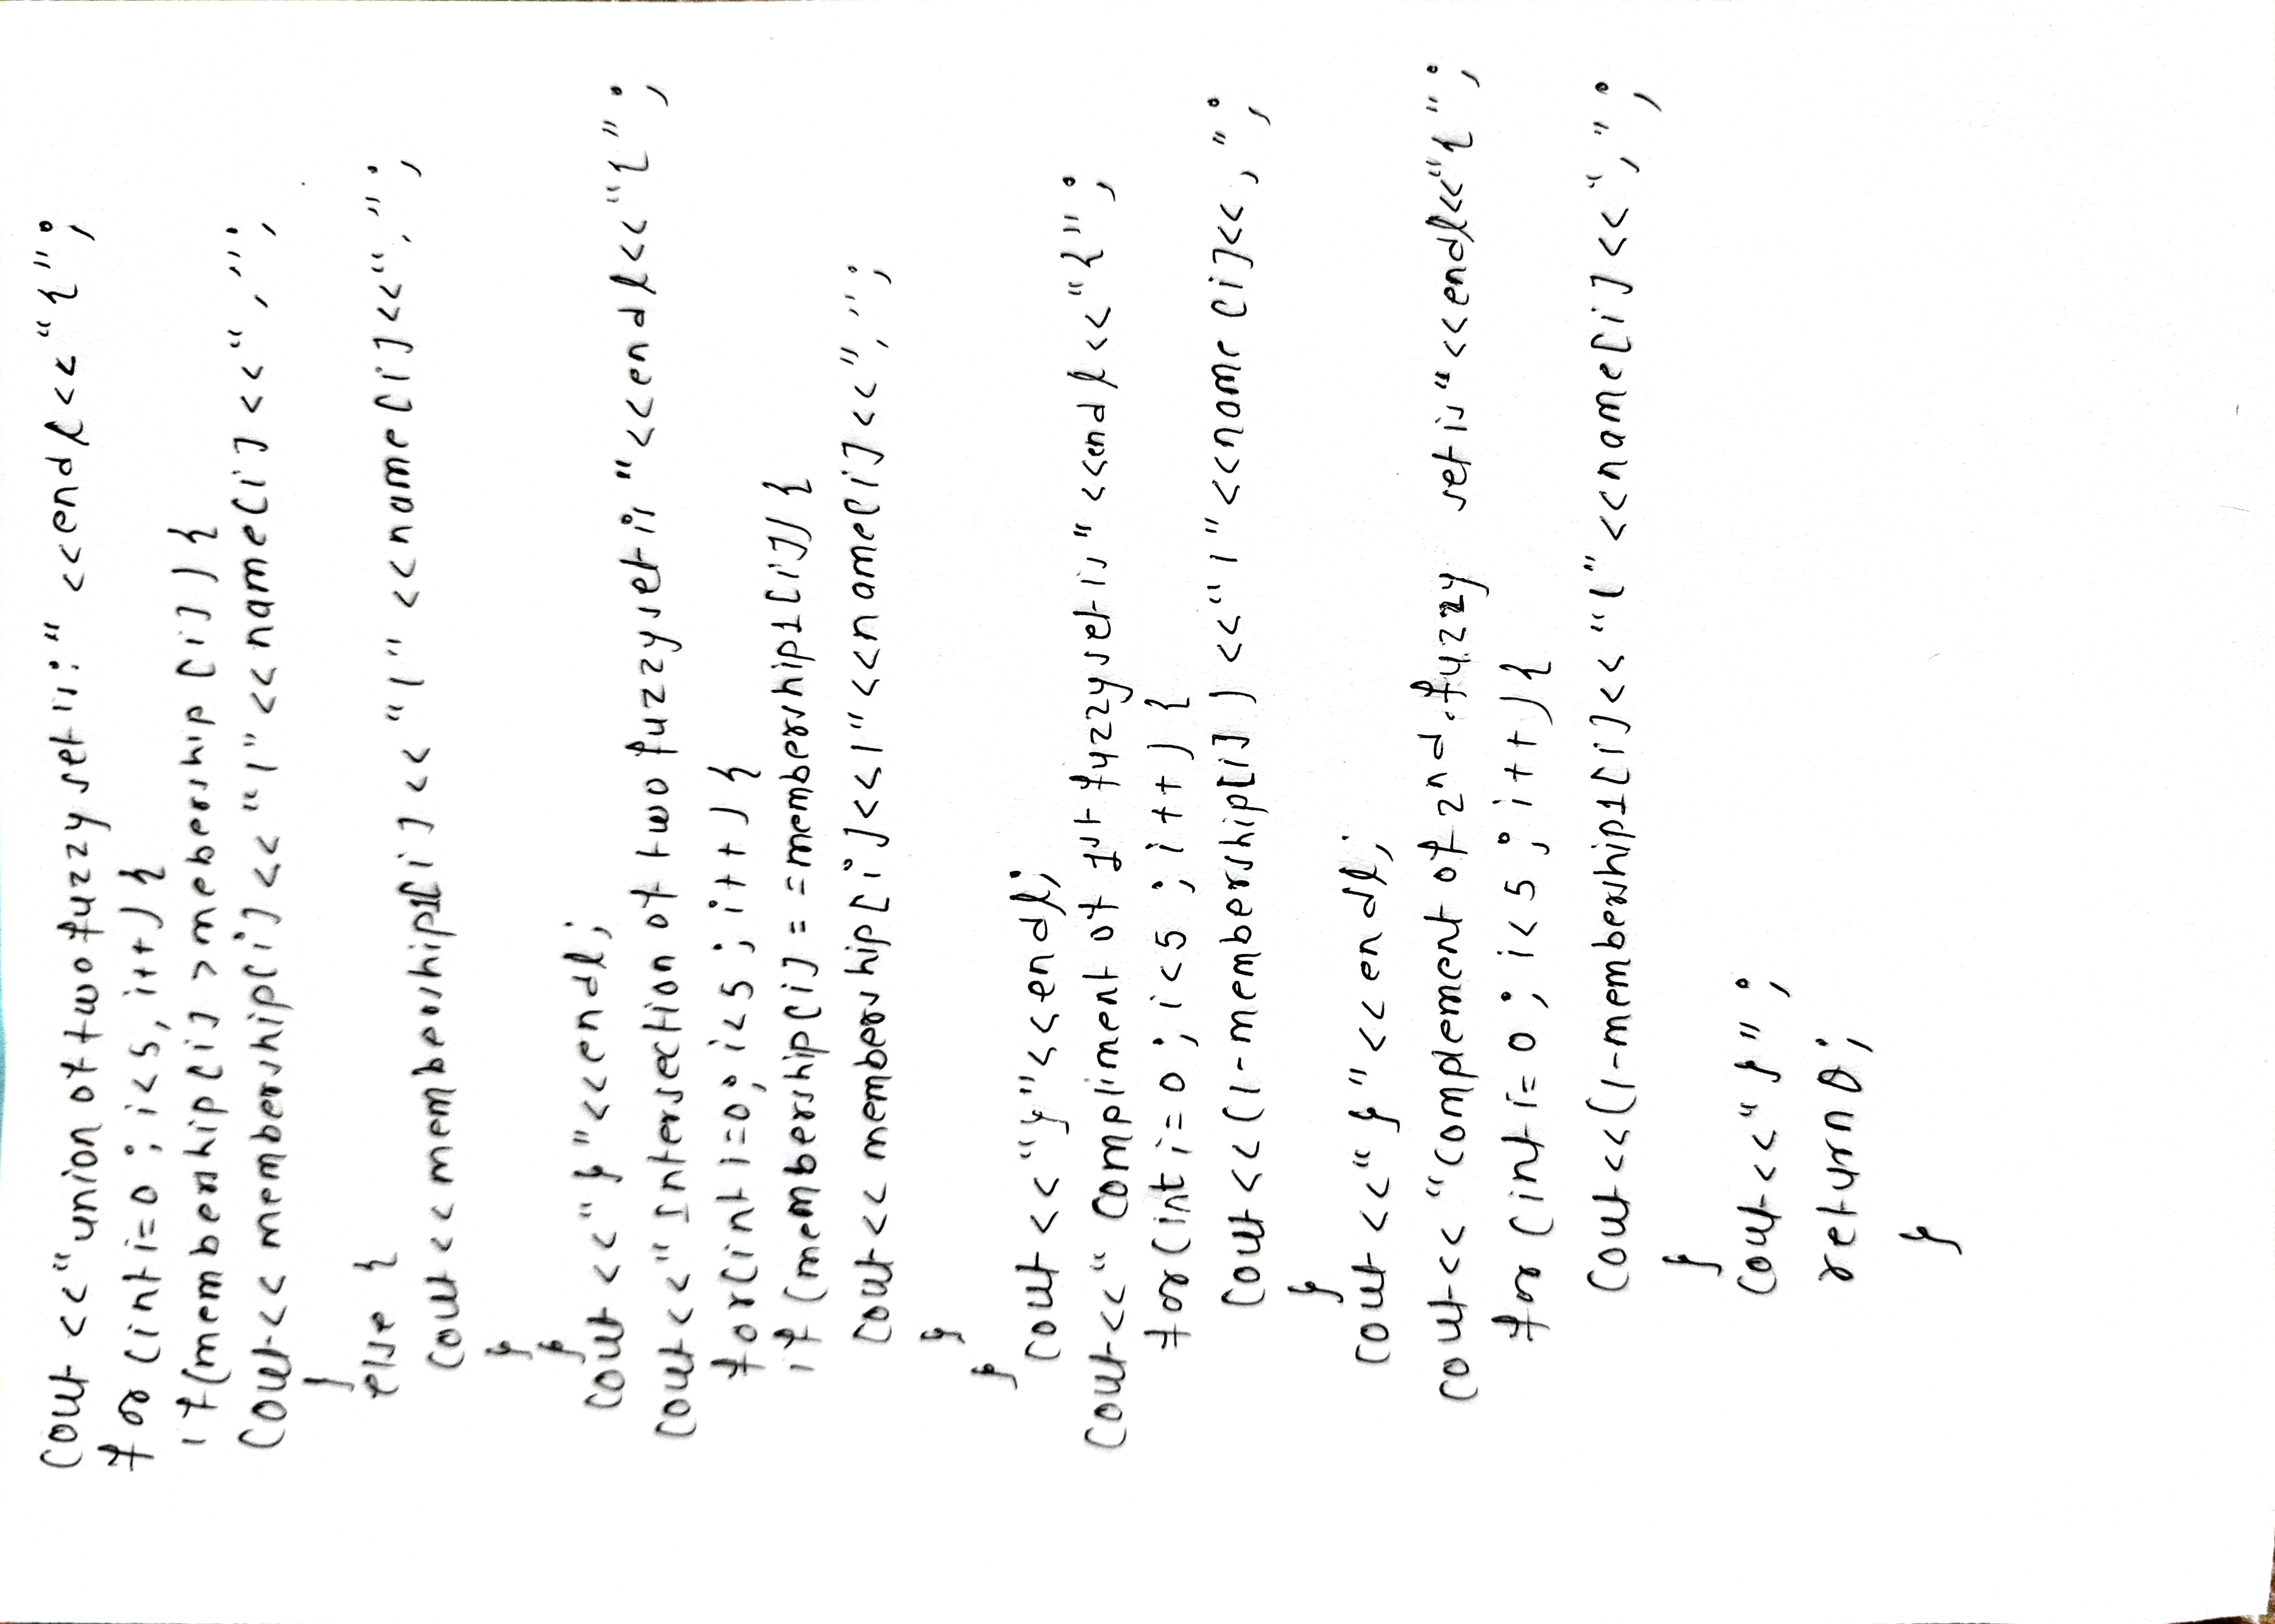 cout << "union of two fuzzy set is:" <<endl<< "{";
for (int i=0 ; i<5, i++) {
if(membership[i] > mebership [i] ) {
cout<< membership[i] << "|" << name[i] <<",";
}
else {
cout << membership1[i] << "|" <<name[i]<<",";
}
}
cout << "}"<<endl;
cout<<"Intersection of two fuzzy set is "<<endl<<"{";
for(int i=0; i<5; i++) {
if (membership[i] ==membership1[i]) {
cout<< membership[i]<<|"<<name[i]<<",";
}
}
cout << "}"<<endl;
cout<<" compliment of 1st fuzzy set is" <<endl<<"{";
for(int i=0; i<5 ; i++) {
cout <<(1-membership[i] ) <<"|"<<name [i]<<,";
}
cout <<" }"<<endl;
cout<< "complement of 2nd fuzzy set is"<<endl<<"{";
for (int i=0; i<5; i++){
cout <<(1-membership1[i]<< "|" <<name[i]<<",";
}
cout<<" }";
return 0;
}